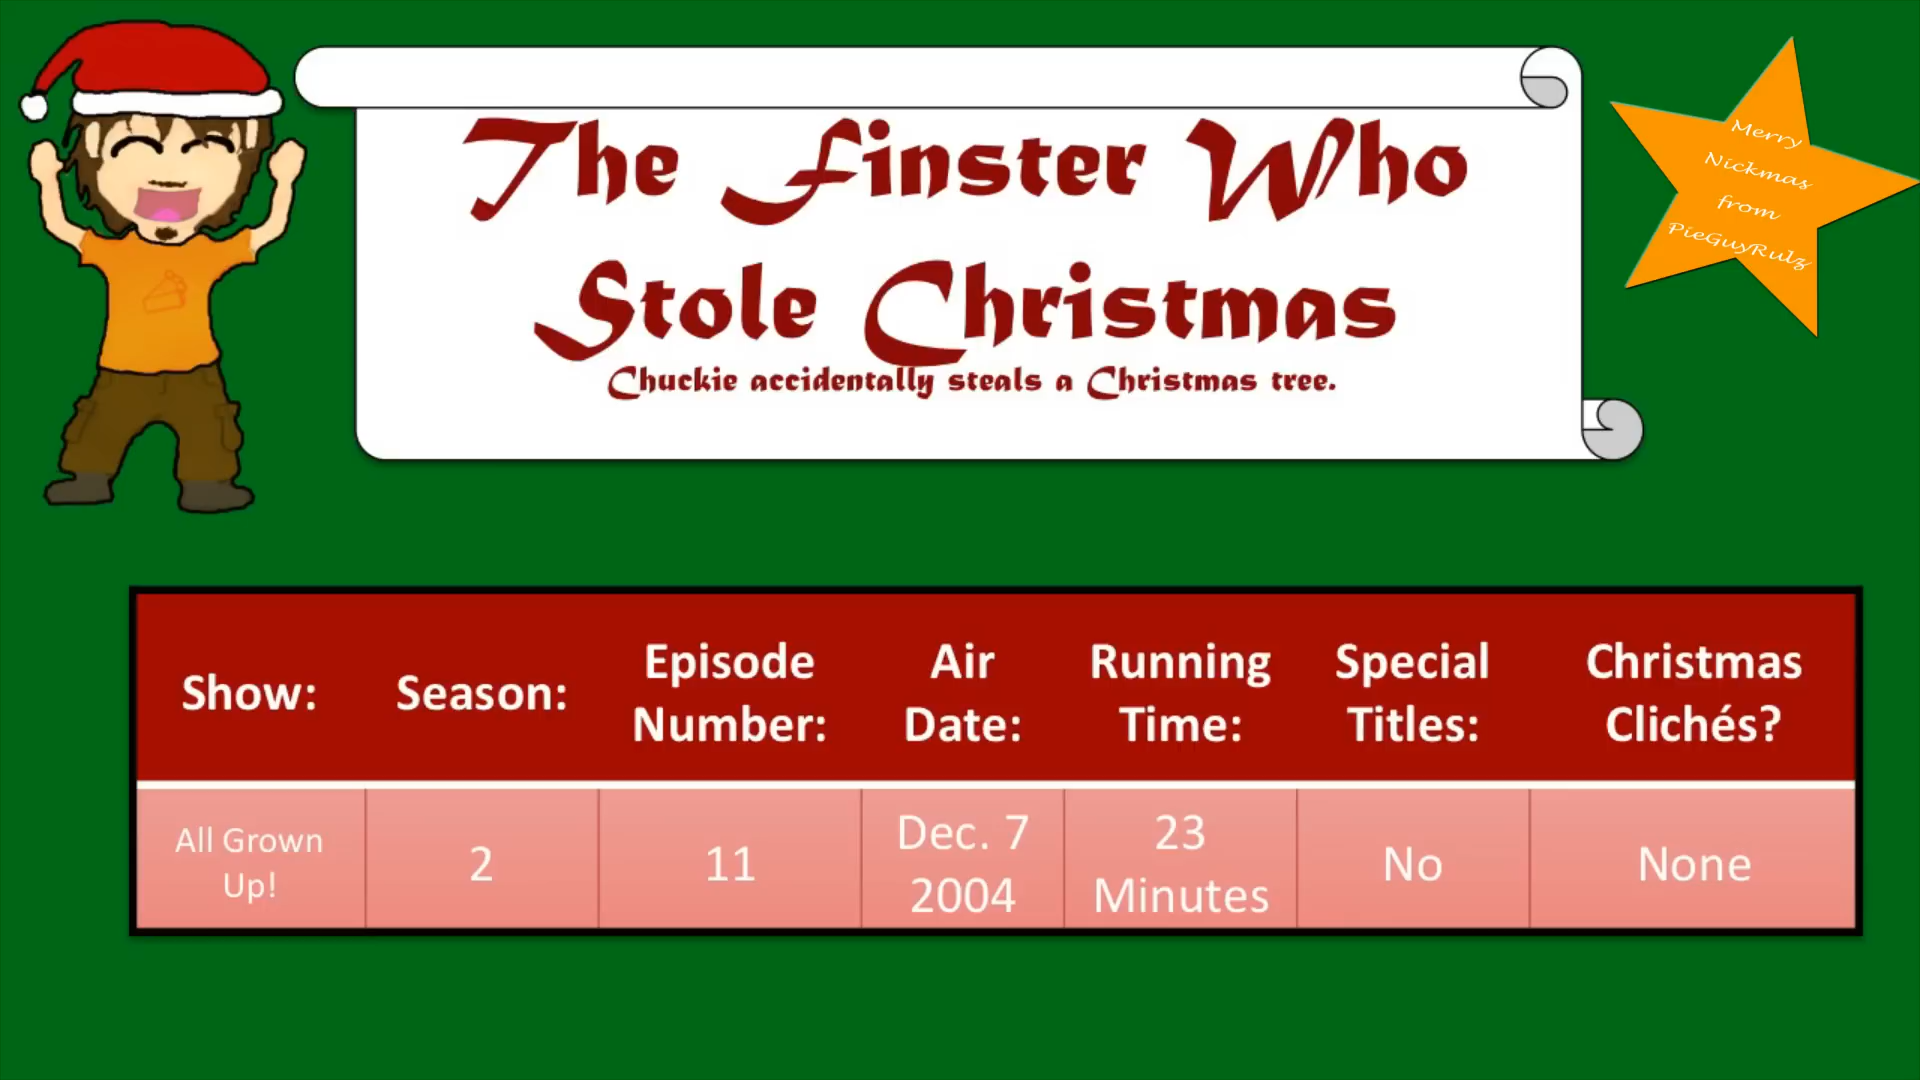 The Finster Who
Stole Christmas
Chuckie accidentally steals a Christmas tree.
Merry
Nickmas
from
PieGuyRulz
Show:
Season:
Episode
Number:
Air
Date:
Running
Time:
Special
Titles:
Christmas
Clichés?
All Grown
Up!
2
11
Dec. 7
2004
23
Minutes
No
None